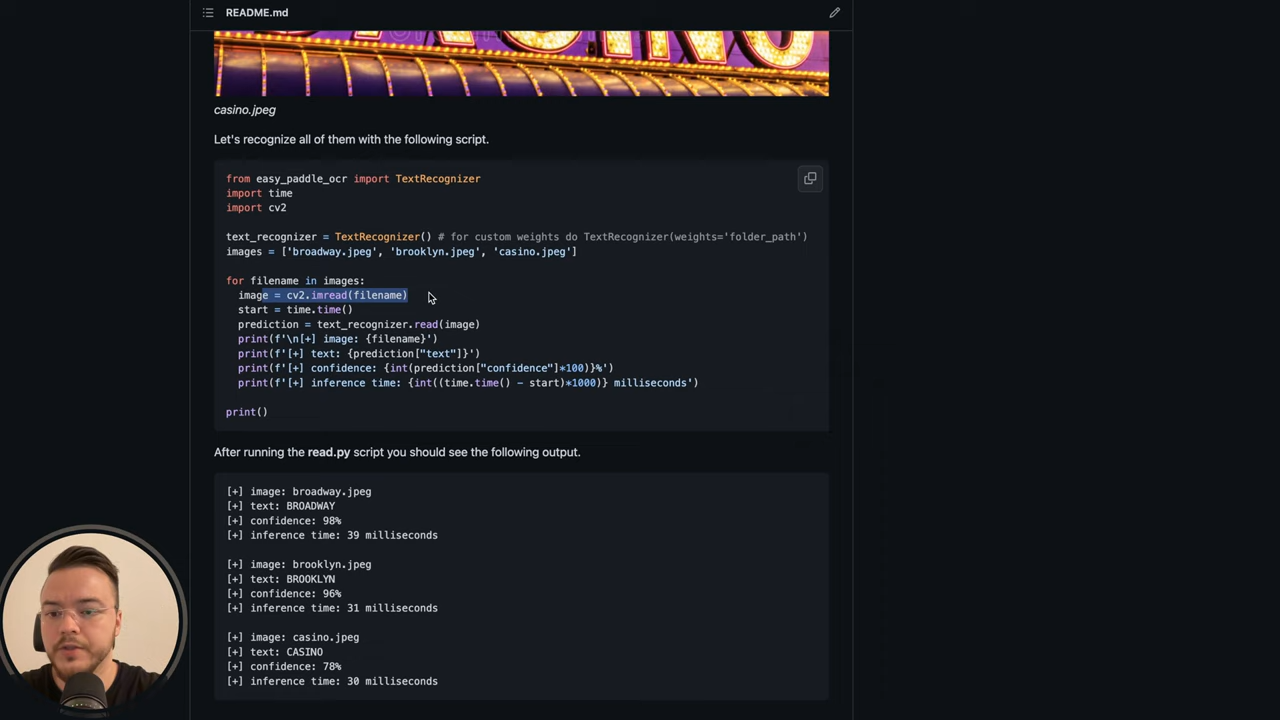 README.md
CASINO
casino.jpeg
Let's recognize all of them with the following script.
from easy_paddle_ocr import TextRecognizer
import time
import cv2
text_recognizer = TextRecognizer() # for custom weights do TextRecognizer(weights='folder_path')
images = ['broadway.jpeg', 'brooklyn.jpeg', 'casino.jpeg']
for filename in images:
image = cv2.imread(filename)
start = time.time()
prediction = text_recognizer.read(image)
print(f'\n[+] image: {filename}')
print(f'[+] text: {prediction["text"]}')
print(f'[+] confidence: {int(prediction["confidence"]*100)}%')
print(f'[+] inference time: {int((time.time() - start)*1000)} milliseconds')
print()
After running the read.py script you should see the following output.
[+] image: broadway.jpeg
[+] text: BROADWAY
[+] confidence: 98%
[+] inference time: 39 milliseconds
[+] image: brooklyn.jpeg
[+] text: BROOKLYN
[+] confidence: 96%
[+] inference time: 31 milliseconds
[+] image: casino.jpeg
[+] text: CASINO
[+] confidence: 78%
[+] inference time: 30 milliseconds